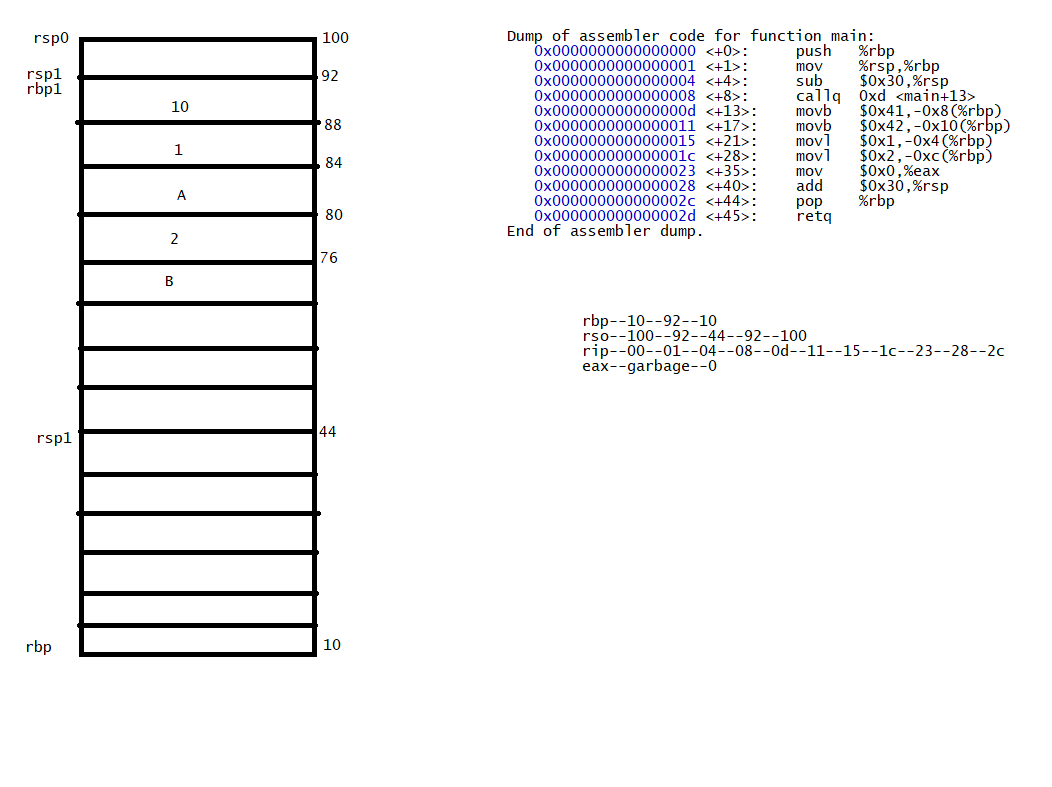 rsp0
100
rsp1
92
rbp1
10
88
1
84
A
80
2
76
B
rsp1
44
rbp
10
Dump of assembler code for function main:
0x0000000000000000 <+0>: push %rbp
0x0000000000000001 <+1>: mov %rsp,%rbp
0x0000000000000004 <+4>: sub $0x30,%rsp
0x0000000000000008 <+8>: callq 0xd <main+13>
0x000000000000000d <+13>: movb $0x41,-0x8(%rbp)
0x0000000000000011 <+17>: movb $0x42,-0x10(%rbp)
0x0000000000000015 <+21>: movl $0x1,-0x4(%rbp)
0x000000000000001c <+28>: movl $0x2,-0xc(%rbp)
0x0000000000000023 <+35>: mov $0x0,%eax
0x0000000000000028 <+40>: add $0x30,%rsp
0x000000000000002c <+44>: pop %rbp
0x000000000000002d <+45>: retq
End of assembler dump.
rbp--10--92--10
rso--100--92--44--92--100
rip--00--01--04--08--0d--11--15--1c--23--28--2c
eax--garbage--0